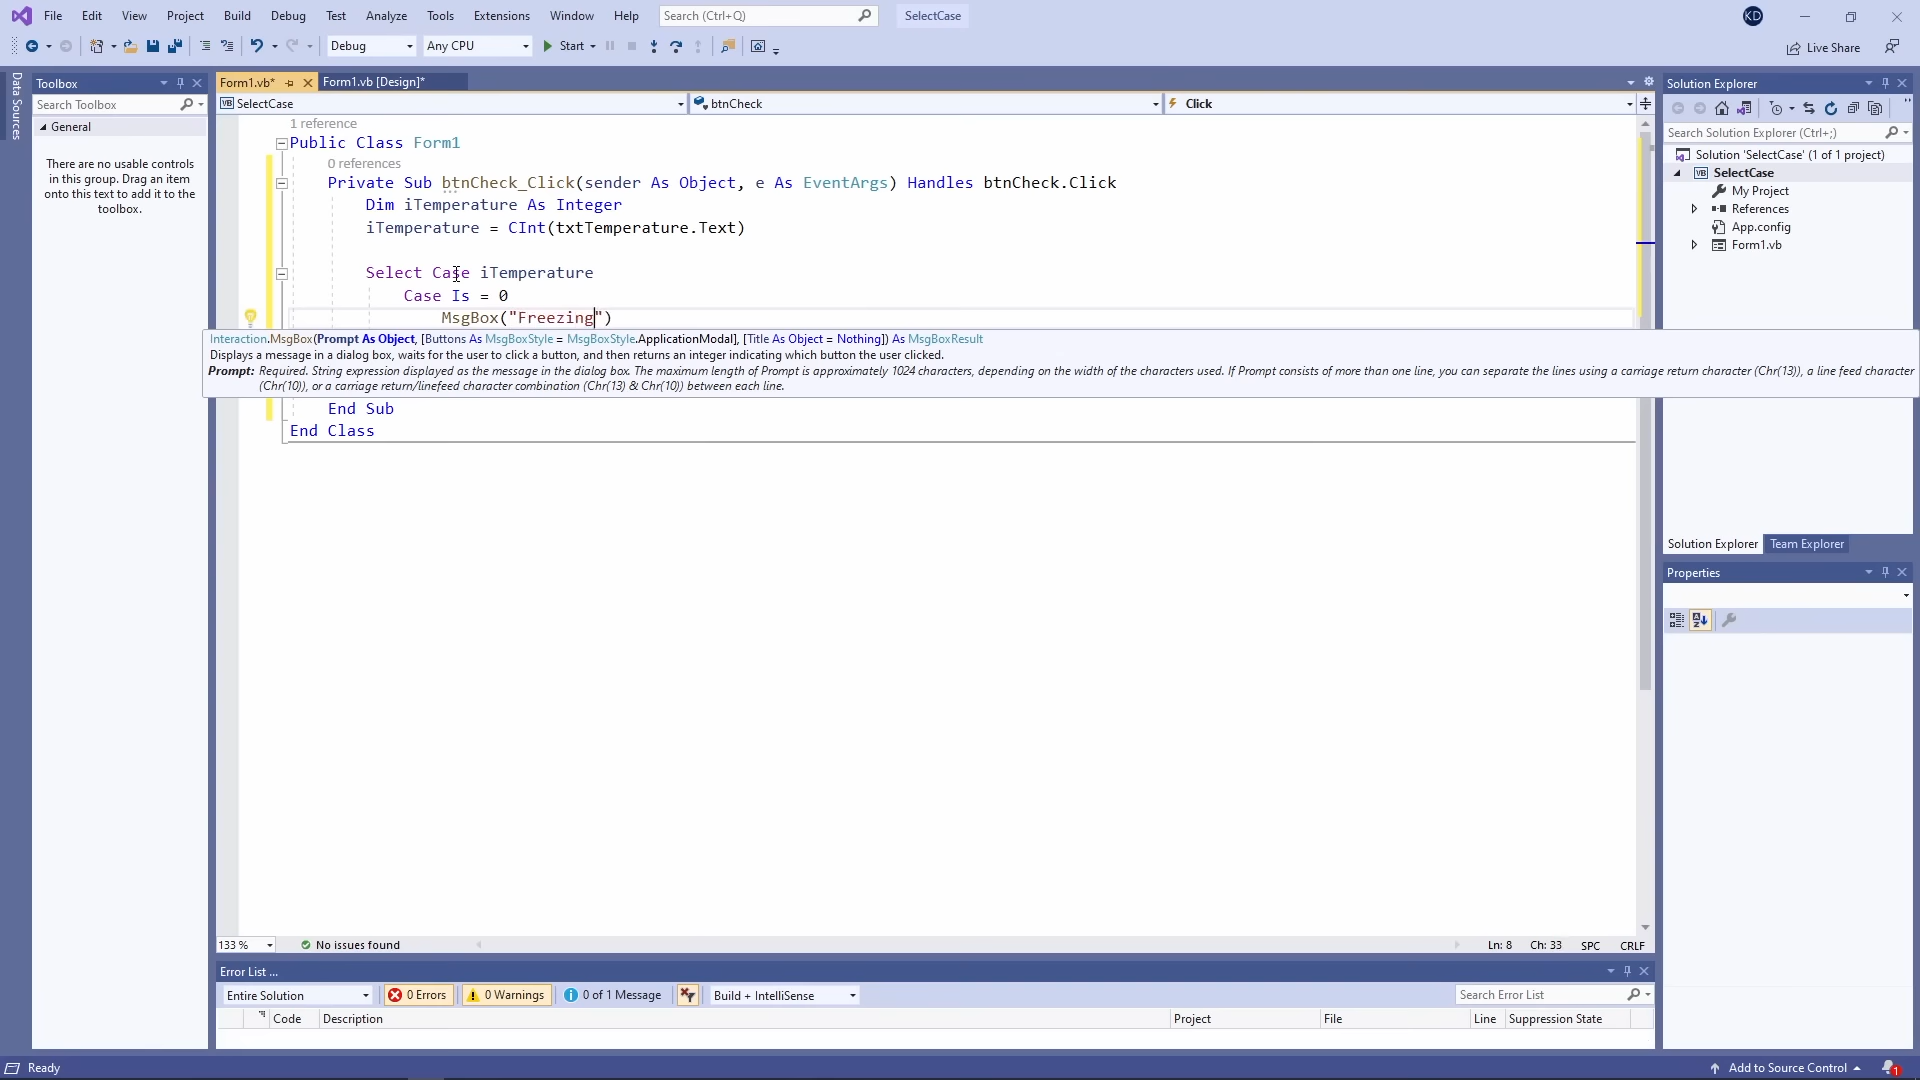 File Edit View Project Build Debug Test Analyze Tools Extensions Window Help Search (Ctrl+Q) SelectCase KD
Debug Any CPU Start Live Share
Data Sources
Toolbox
Search Toolbox
General
There are no usable controls
in this group. Drag an item
onto this text to add it to the
toolbox.
Form1.vb* Form1.vb [Design]*
VB SelectCase btnCheck Click
1 reference
Public Class Form1
0 references
Private Sub btnCheck_Click(sender As Object, e As EventArgs) Handles btnCheck.Click
Dim iTemperature As Integer
iTemperature = CInt(txtTemperature.Text)
Select Case iTemperature
Case Is = 0
MsgBox("Freezing")
Interaction.MsgBox(Prompt As Object, [Buttons As MsgBoxStyle = MsgBoxStyle.ApplicationModal], [Title As Object = Nothing]) As MsgBoxResult
Displays a message in a dialog box, waits for the user to click a button, and then returns an integer indicating which button the user clicked.
Prompt: Required. String expression displayed as the message in the dialog box. The maximum length of Prompt is approximately 1024 characters, depending on the width of the characters used. If Prompt consists of more than one line, you can separate the lines using a carriage return character (Chr(13)), a line feed character
(Chr(10)), or a carriage return/linefeed character combination (Chr(13) & Chr(10)) between each line.
End Sub
End Class
133 % No issues found Ln: 8 Ch: 33 SPC CRLF
Solution Explorer
Search Solution Explorer (Ctrl+;)
Solution 'SelectCase' (1 of 1 project)
VB SelectCase
My Project
References
App.config
Form1.vb
Solution Explorer Team Explorer
Properties
Error List ...
Entire Solution 0 Errors 0 Warnings 0 of 1 Message Build + IntelliSense Search Error List
Code Description Project File Line Suppression State
Ready Add to Source Control 1